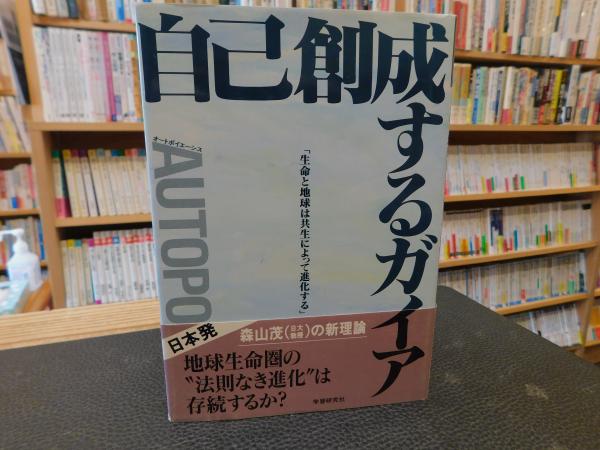 自己創成するガイア
オートポイエーシス
AUTOPO
「生命と地球は共生によって進化する」
日本発
森山茂(日大教授)の新理論
地球生命圏の
〝法則なき進化〟は
存続するか?
学習研究社